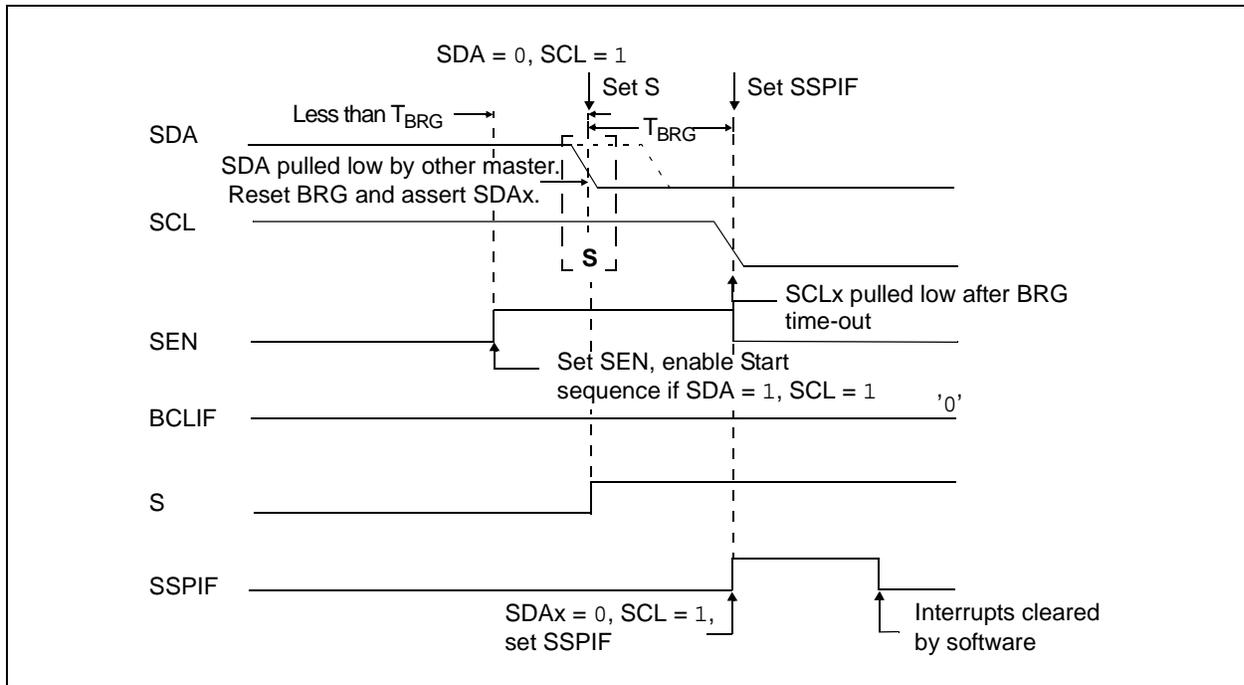 SDA = 0, SCL = 1
Set S
Set SSPIF
Less than TBRG
TBRG
SDA
SDA pulled low by other master.
Reset BRG and assert SDAx.
SCL
S
SCLx pulled low after BRG
time-out
SEN
Set SEN, enable Start
sequence if SDA = 1, SCL = 1
'0'
BCLIF
S
SSPIF
SDAx = 0, SCL = 1,
set SSPIF
Interrupts cleared
by software